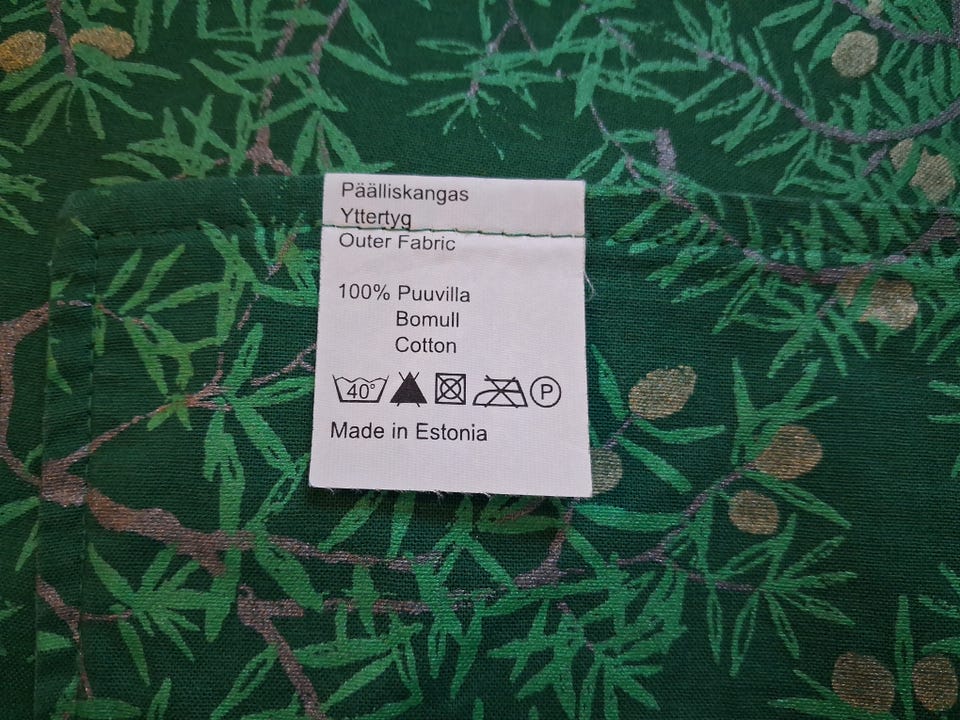 Päälliskangas
Yttertyg
Outer Fabric
100% Puuvilla
Bomull
Cotton
40° P
Made in Estonia